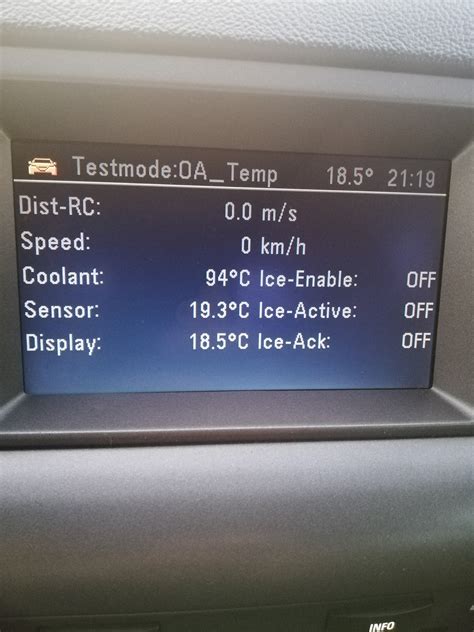 Testmode:OA_Temp 18.5° 21:19
Dist-RC: 0.0 m/s
Speed: 0 km/h
Coolant: 94°C Ice-Enable: OFF
Sensor: 19.3°C Ice-Active: OFF
Display: 18.5°C Ice-Ack: OFF
INFO